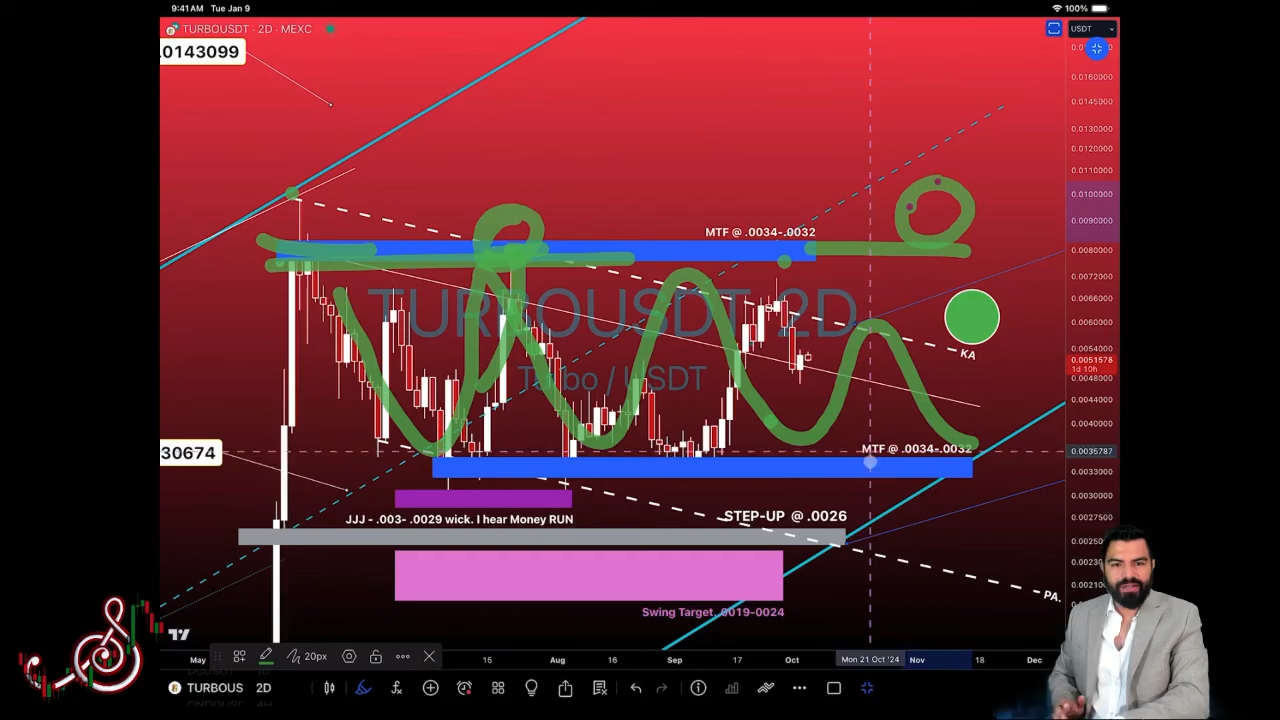 9:41 AM Tue Jan 9
100%
TURBOUSDT · 2D · MEXC
USDT
.0143099
0.0160000
0.0145000
0.0130000
0.0120000
0.0110000
0.0100000
0.0090000
MTF @ .0034-.0032
0.0080000
0.0072000
TURBOUSDT 2D
0.0066000
0.0060000
KA
0.0054000
0.0051578
1d 10h
Turbo / USDT
0.0048000
0.0044000
0.0040000
MTF @ .0034-.0032
30674
0.0035787
0.0033000
0.0030000
JJJ - .003- .0029 wick. I hear Money RUN
STEP-UP @ .0026
0.0027500
PA.
Swing Target. 0019-0024
20px
May
15
Aug
16
Sep
17
Oct
Mon 21 Oct '24
Nov
18
Dec
TURBOUS
2D